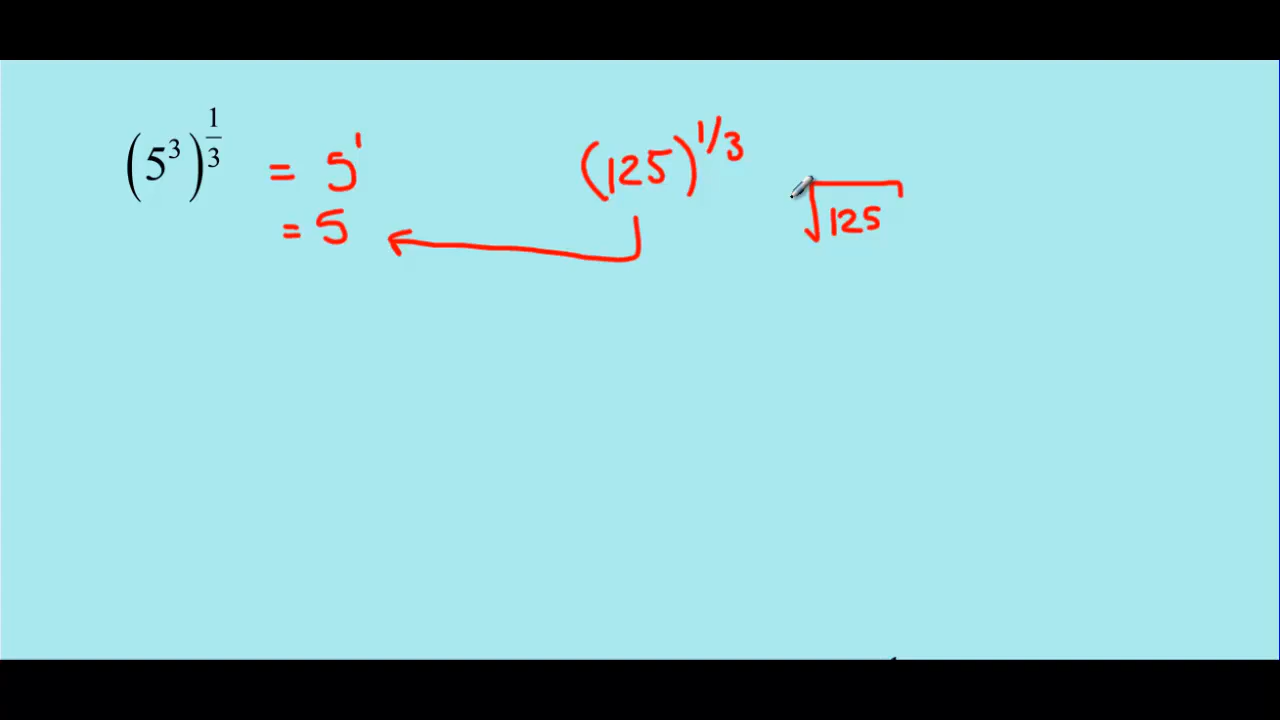 (5³)^(1/3) = 5¹ (125)^(1/3) √125
= 5